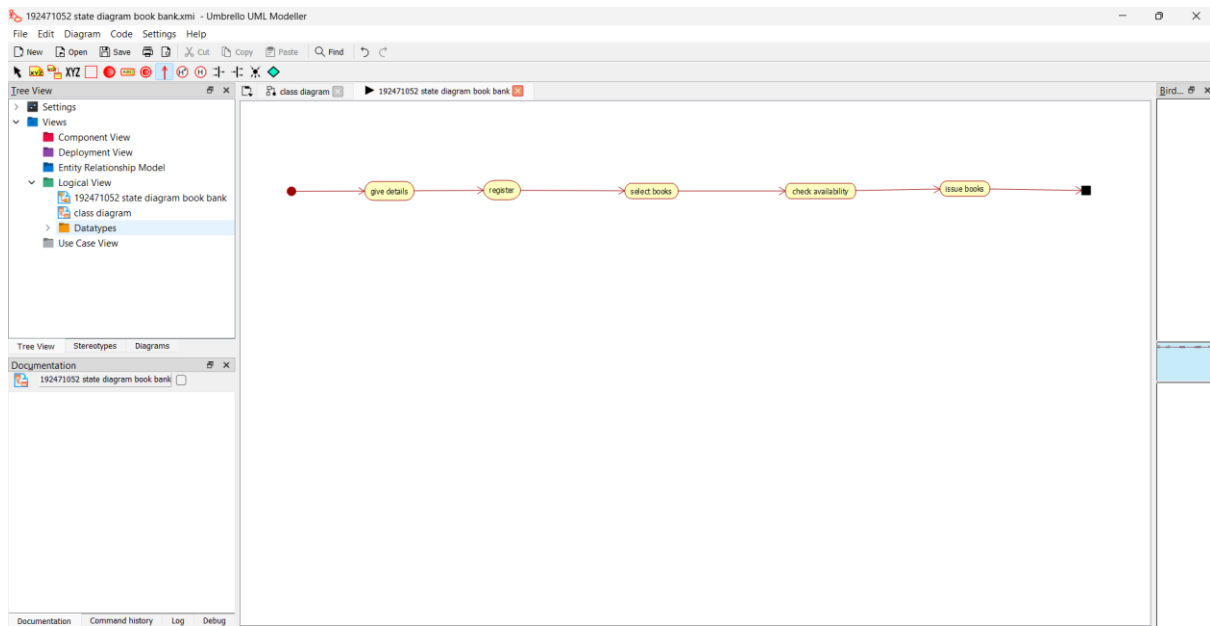 192471052 state diagram book bank.xmi - Umbrello UML Modeller
File Edit Diagram Code Settings Help
New Open Save Cut Copy Paste Find
XYZ XYZ ABC H* H
Tree View
class diagram 192471052 state diagram book bank
Bird...
Settings
Views
Component View
Deployment View
Entity Relationship Model
Logical View
192471052 state diagram book bank
class diagram
Datatypes
Use Case View
give details register select books check availability issue books
Tree View Stereotypes Diagrams
Documentation
192471052 state diagram book bank
Documentation Command history Log Debug